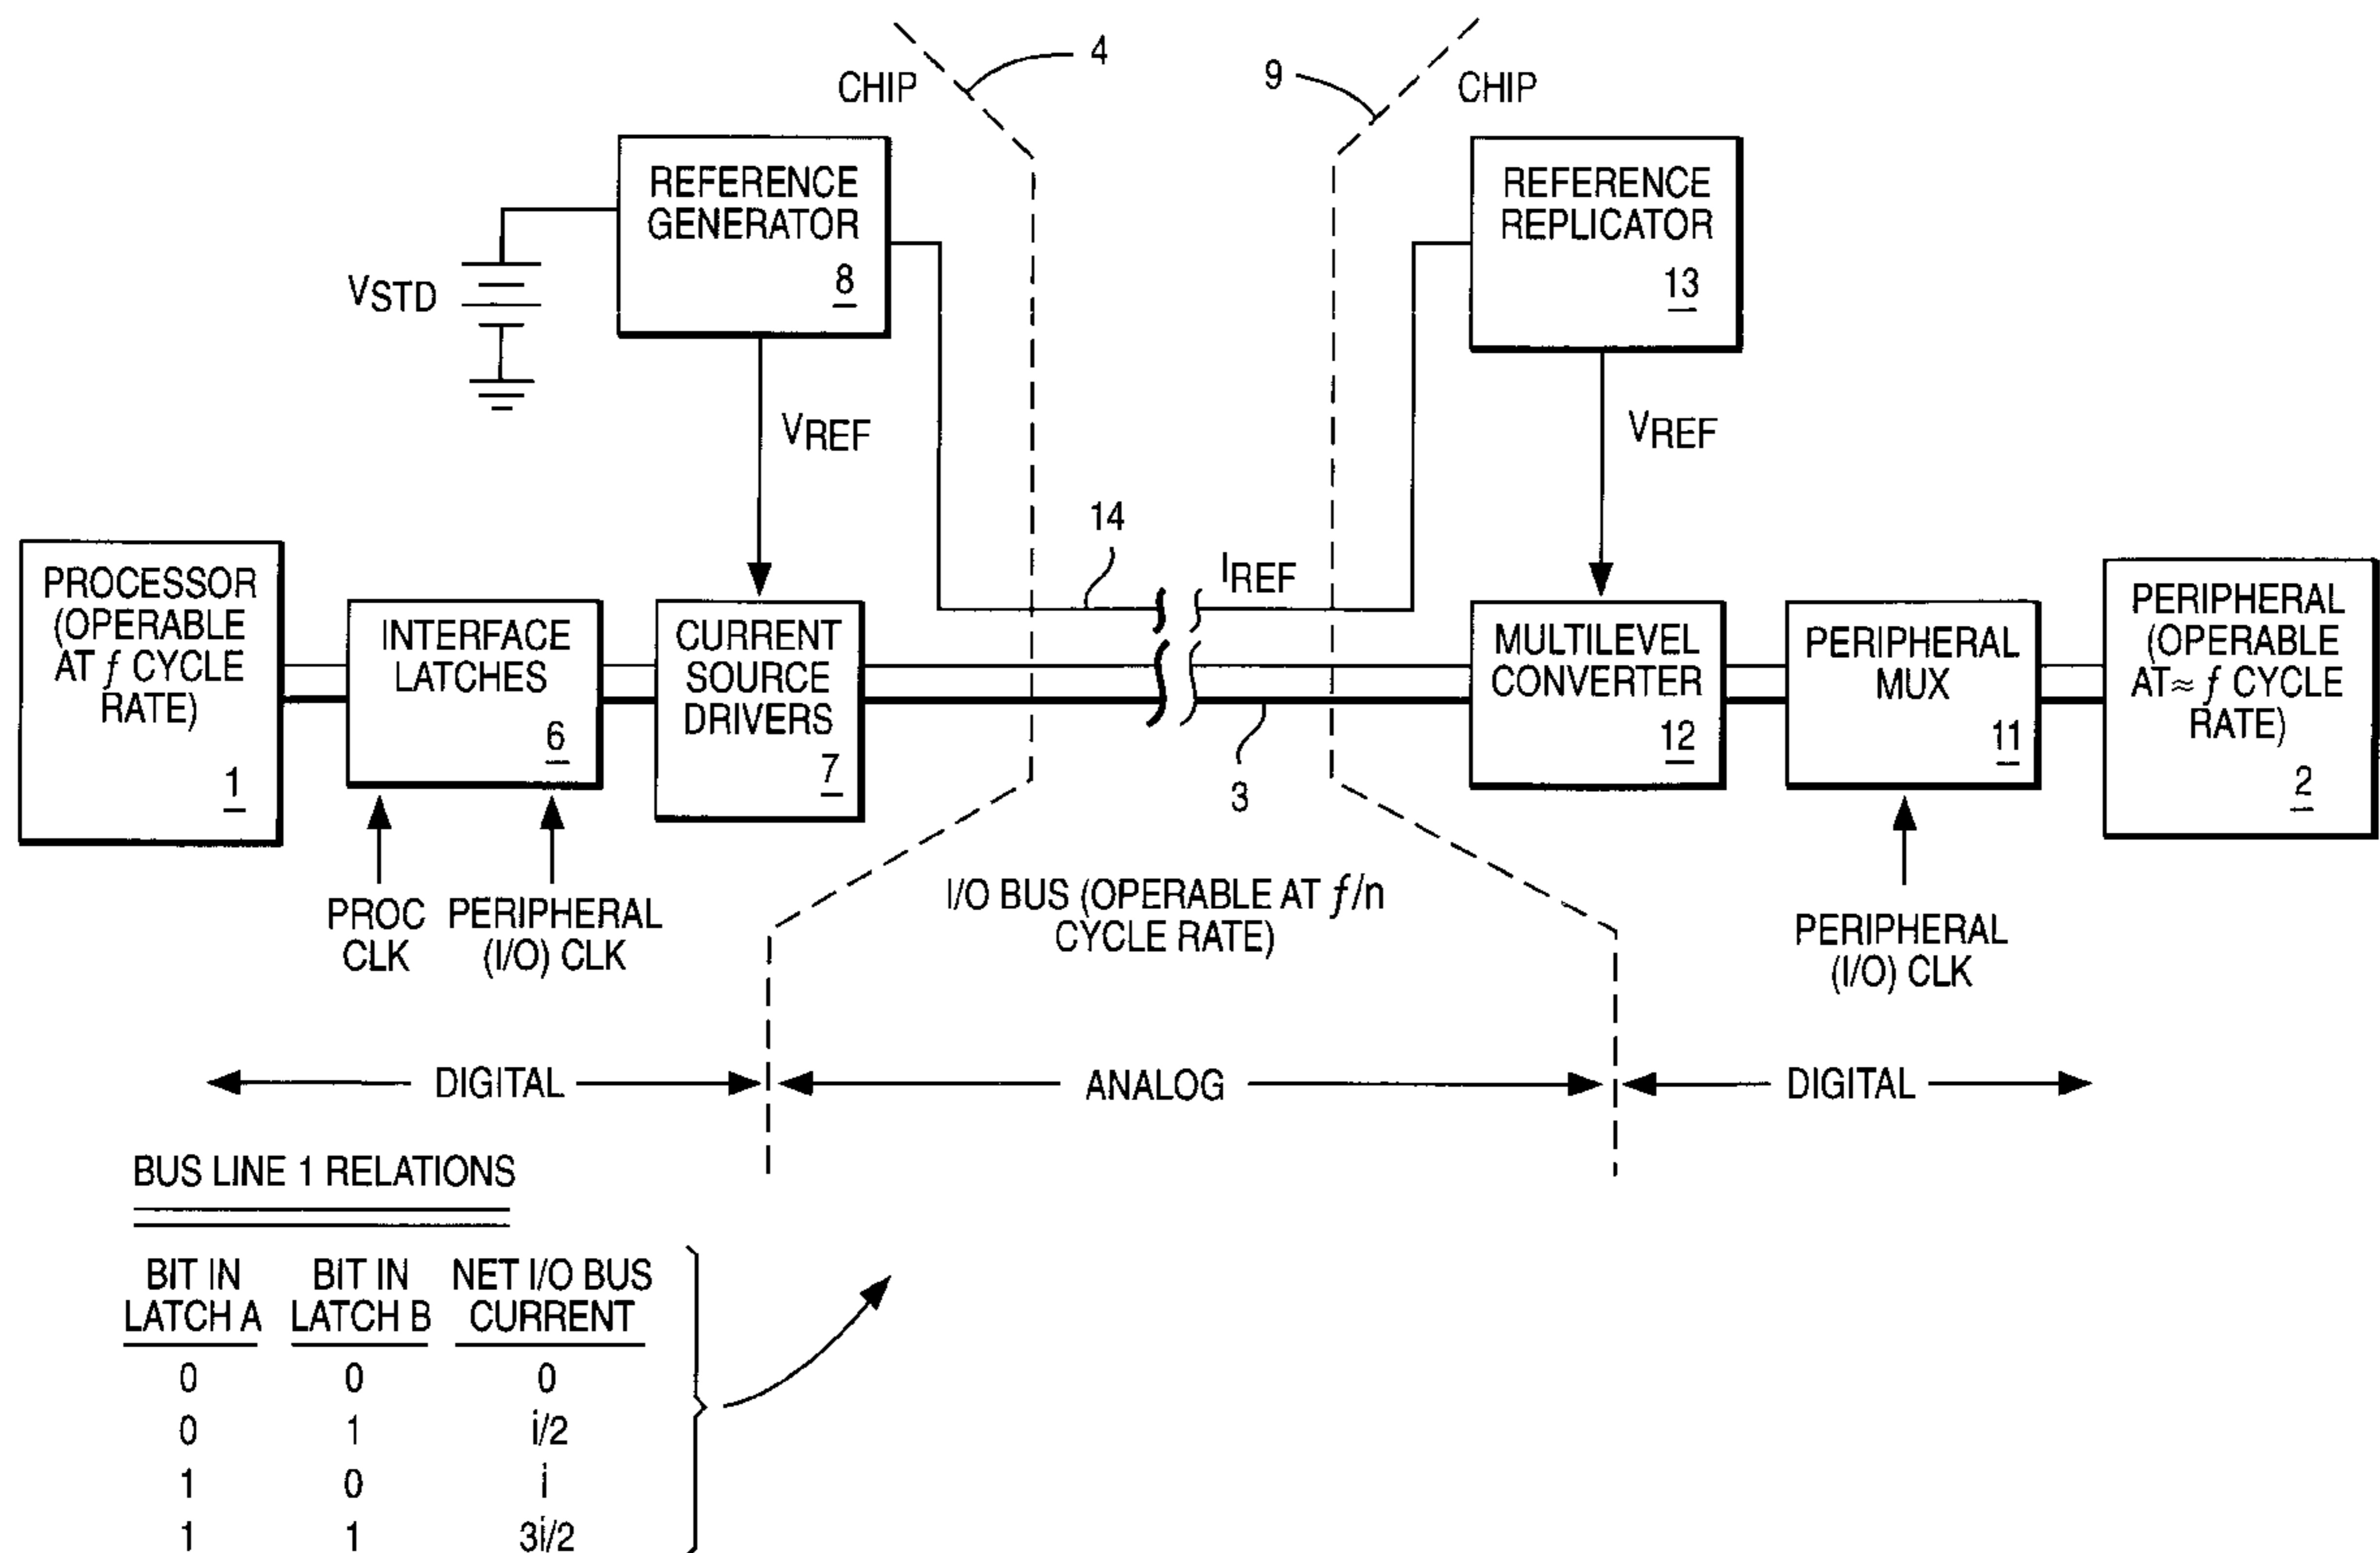 4
9
CHIP
CHIP
REFERENCE
GENERATOR
8
REFERENCE
REPLICATOR
13
VSTD
VREF
VREF
14
IREF
PROCESSOR
(OPERABLE
AT ƒ CYCLE
RATE)
1
INTERFACE
LATCHES
6
CURRENT
SOURCE
DRIVERS
7
3
MULTILEVEL
CONVERTER
12
PERIPHERAL
MUX
11
PERIPHERAL
(OPERABLE
AT≈ ƒ CYCLE
RATE)
2
PROC
CLK
PERIPHERAL
(I/O) CLK
I/O BUS (OPERABLE AT ƒ/n
CYCLE RATE)
PERIPHERAL
(I/O) CLK
DIGITAL
ANALOG
DIGITAL
BUS LINE 1 RELATIONS
BIT IN
LATCH A
BIT IN
LATCH B
NET I/O BUS
CURRENT
0 0 0
0 1 i/2
1 0 i
1 1 3i/2